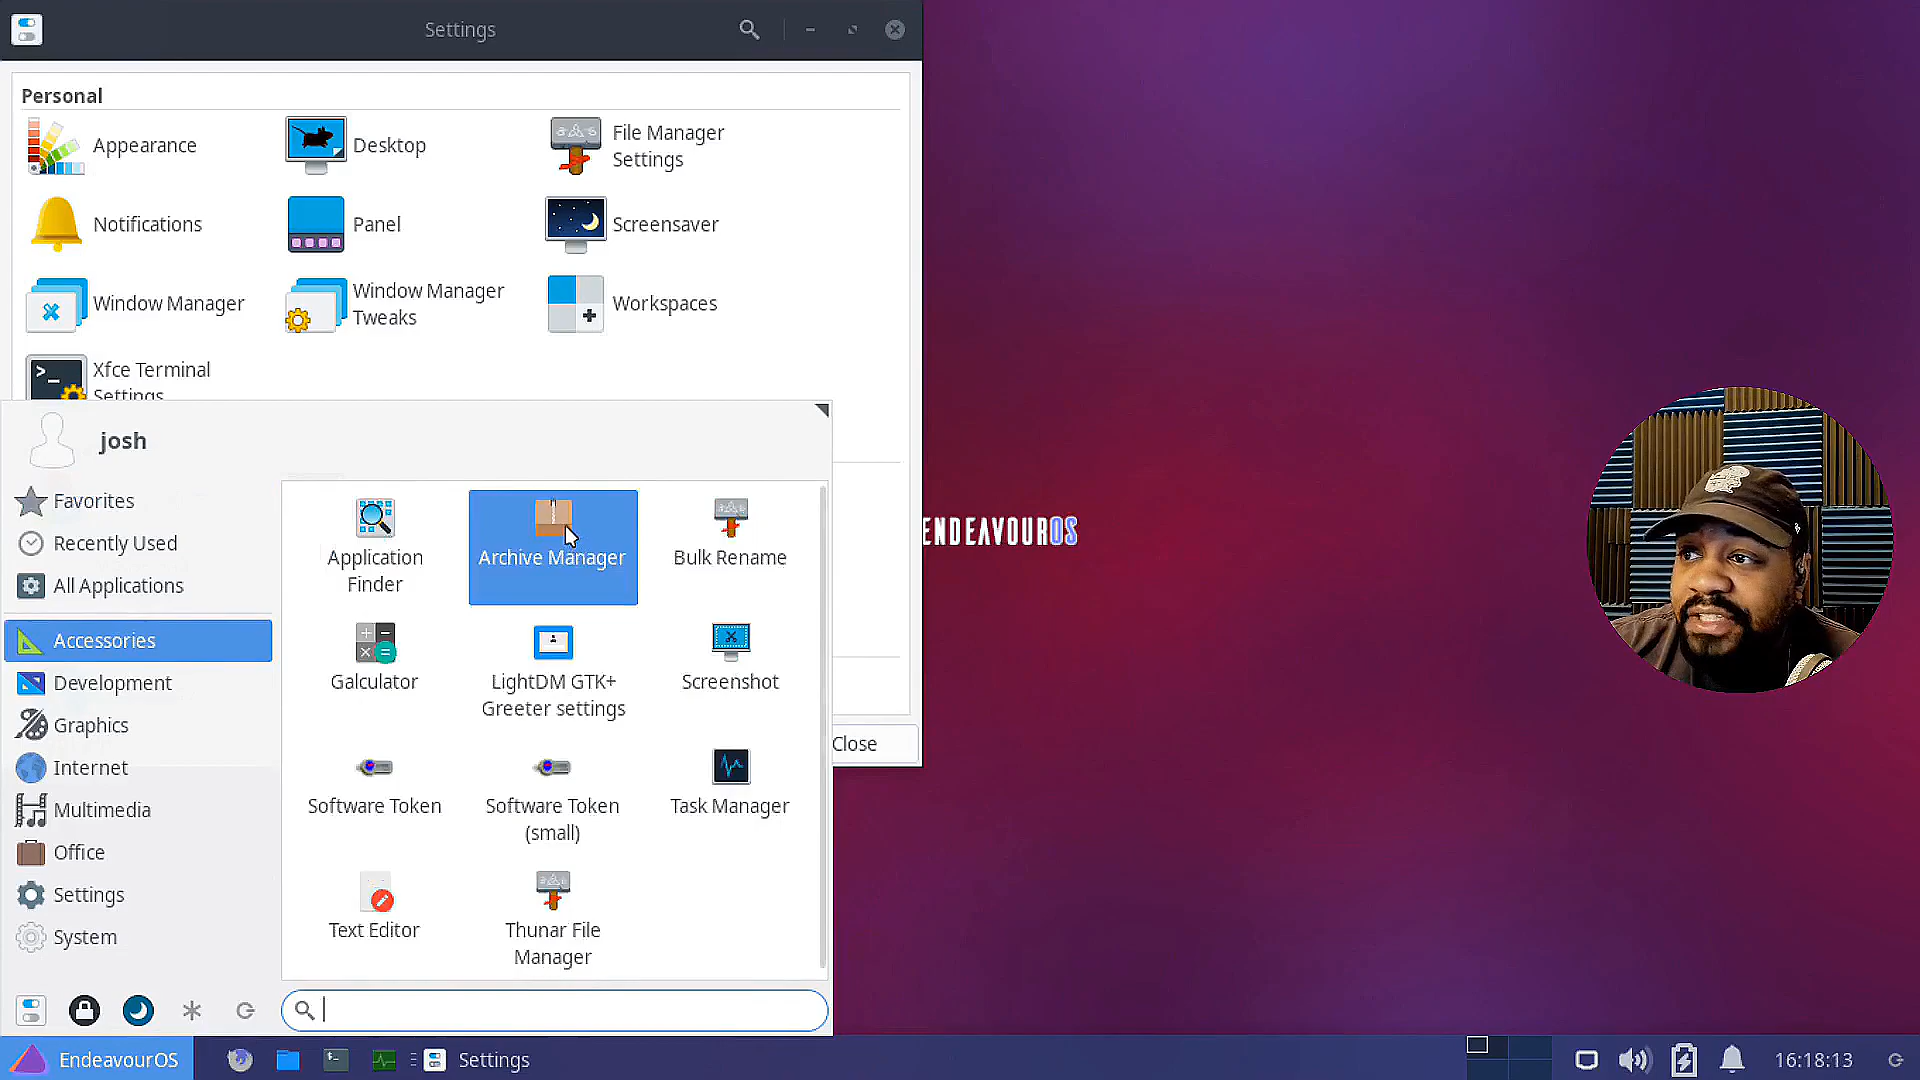 Settings
Personal
Appearance
Desktop
File Manager
Settings
Notifications
Panel
Screensaver
Window Manager
Window Manager
Tweaks
Workspaces
Xfce Terminal
Settings
josh
Favorites
Recently Used
All Applications
Accessories
Development
Graphics
Internet
Multimedia
Office
Settings
System
Application
Finder
Archive Manager
Bulk Rename
Galculator
LightDM GTK+
Greeter settings
Screenshot
Software Token
Software Token
(small)
Task Manager
Text Editor
Thunar File
Manager
Close
ENDEAVOUROS
EndeavourOS
Settings
16:18:13